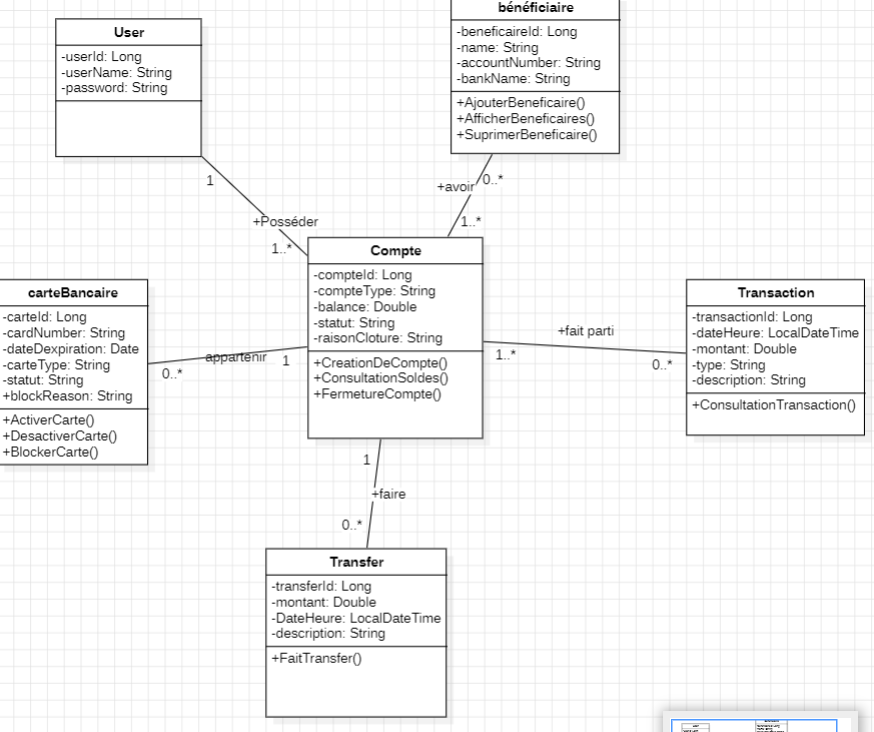 User
-userId: Long
-userName: String
-password: String
bénéficiaire
-beneficaireId: Long
-name: String
-accountNumber: String
-bankName: String
+AjouterBeneficaire()
+AfficherBeneficaires()
+SuprimerBeneficaire()
1
+Posséder
1..*
+avoir
0..*
1..*
Compte
-compteId: Long
-compteType: String
-balance: Double
-statut: String
-raisonCloture: String
+CreationDeCompte()
+ConsultationSoldes()
+FermetureCompte()
carteBancaire
-carteId: Long
-cardNumber: String
-dateDexpiration: Date
-carteType: String
-statut: String
+blockReason: String
+ActiverCarte()
+DesactiverCarte()
+BlockerCarte()
0..*
appartenir
1
+fait parti
1..*
0..*
Transaction
-transactionId: Long
-dateHeure: LocalDateTime
-montant: Double
-type: String
-description: String
+ConsultationTransaction()
1
+faire
0..*
Transfer
-transferId: Long
-montant: Double
-DateHeure: LocalDateTime
-description: String
+FaitTransfer()